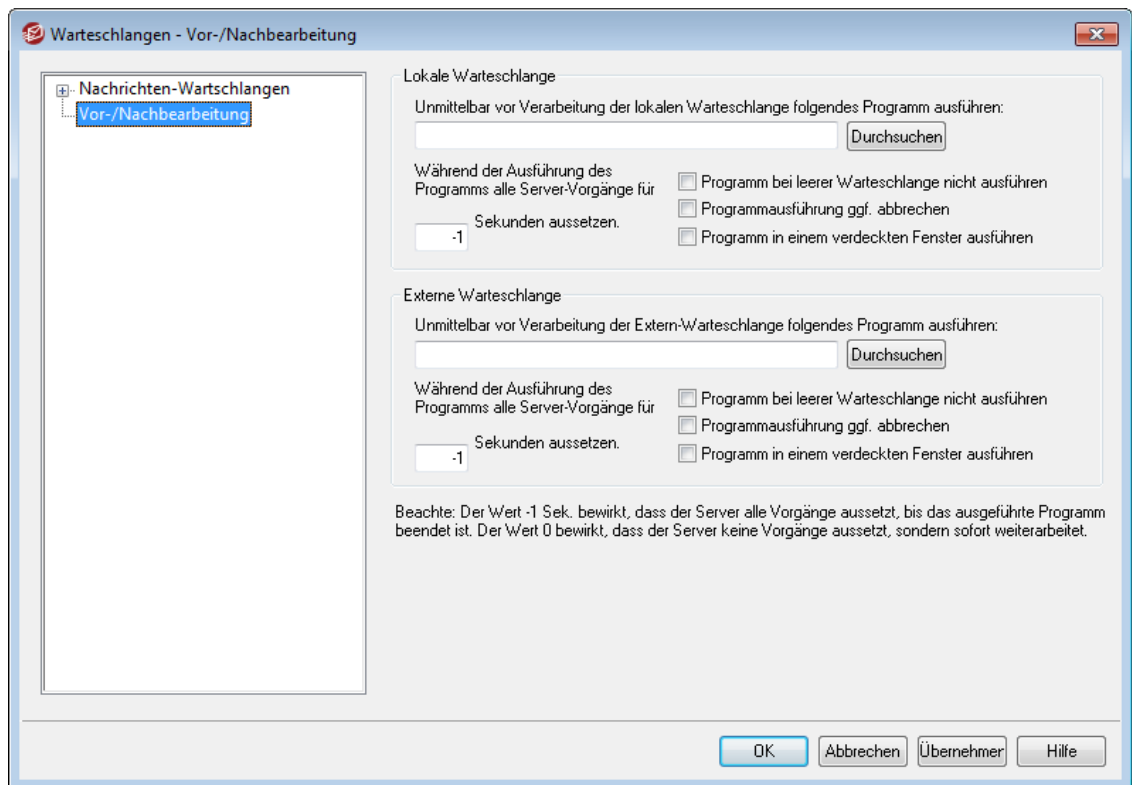 Warteschlangen - Vor-/Nachbearbeitung
Nachrichten-Wartschlangen
Vor-/Nachbearbeitung
Lokale Warteschlange
Unmittelbar vor Verarbeitung der lokalen Warteschlange folgendes Programm ausführen:
Durchsuchen
Während der Ausführung des
Programms alle Server-Vorgänge für
-1 Sekunden aussetzen.
Programm bei leerer Warteschlange nicht ausführen
Programmausführung ggf. abbrechen
Programm in einem verdeckten Fenster ausführen
Externe Warteschlange
Unmittelbar vor Verarbeitung der Extern-Warteschlange folgendes Programm ausführen:
Durchsuchen
Während der Ausführung des
Programms alle Server-Vorgänge für
-1 Sekunden aussetzen.
Programm bei leerer Warteschlange nicht ausführen
Programmausführung ggf. abbrechen
Programm in einem verdeckten Fenster ausführen
Beachte: Der Wert -1 Sek. bewirkt, dass der Server alle Vorgänge aussetzt, bis das ausgeführte Programm
beendet ist. Der Wert 0 bewirkt, dass der Server keine Vorgänge aussetzt, sondern sofort weiterarbeitet.
OK Abbrechen Übernehmer Hilfe